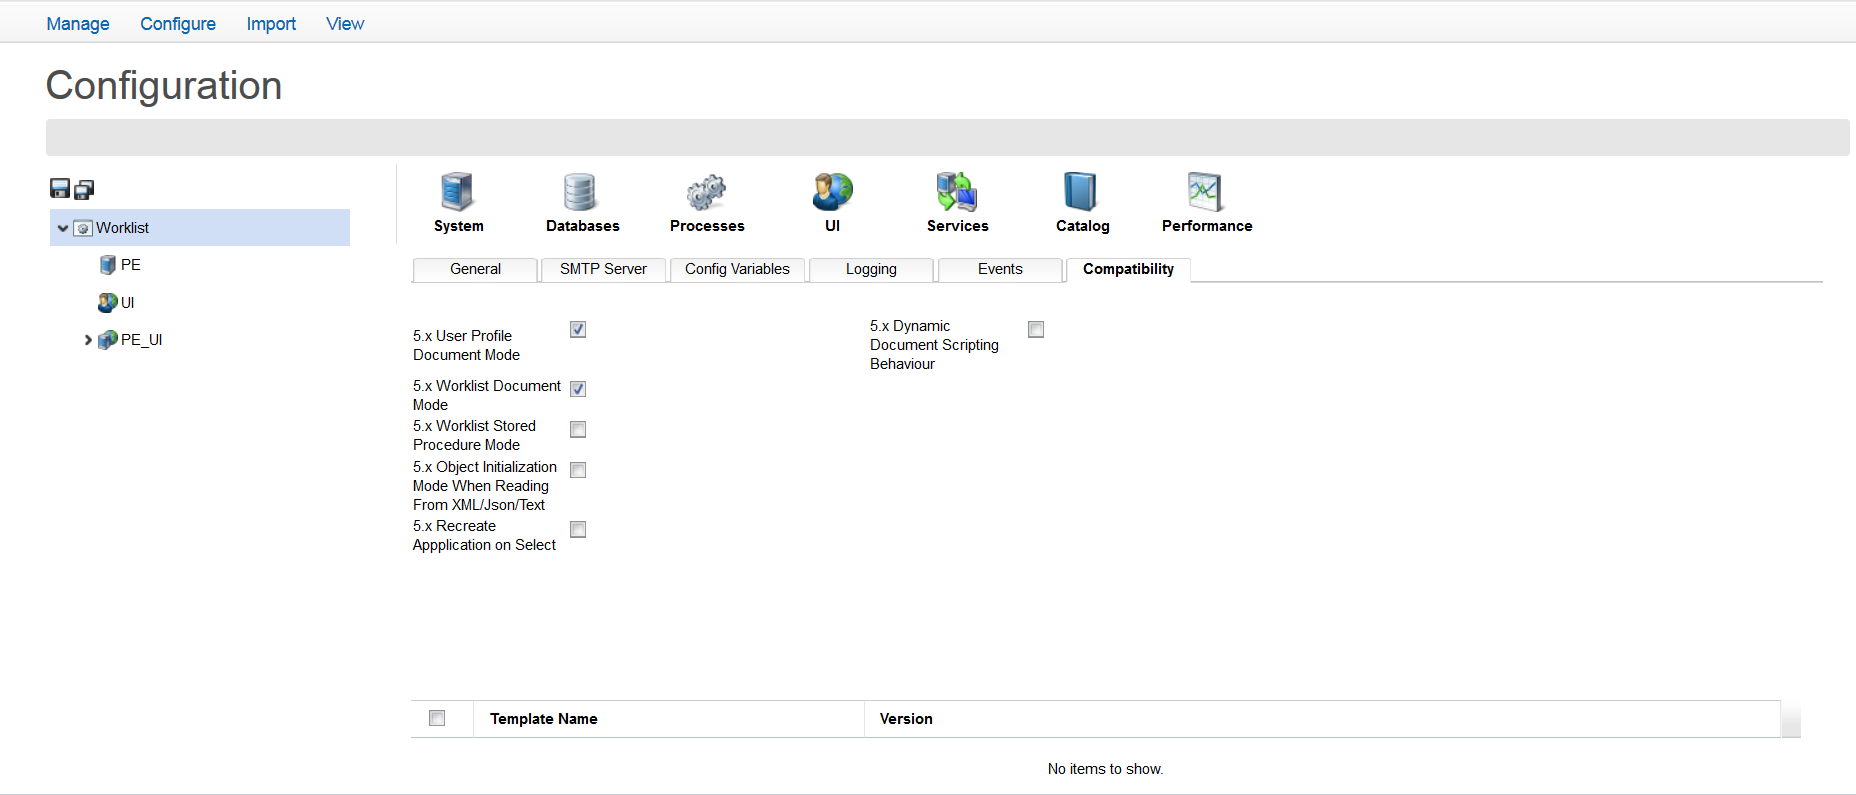 Manage Configure Import View
Configuration
System Databases Processes UI Services Catalog Performance
Worklist
PE
UI
PE_UI
General SMTP Server Config Variables Logging Events Compatibility
5.x User Profile
Document Mode
5.x Worklist Document
Mode
5.x Worklist Stored
Procedure Mode
5.x Object Initialization
Mode When Reading
From XML/Json/Text
5.x Recreate
Appplication on Select
5.x Dynamic
Document Scripting
Behaviour
Template Name Version
No items to show.